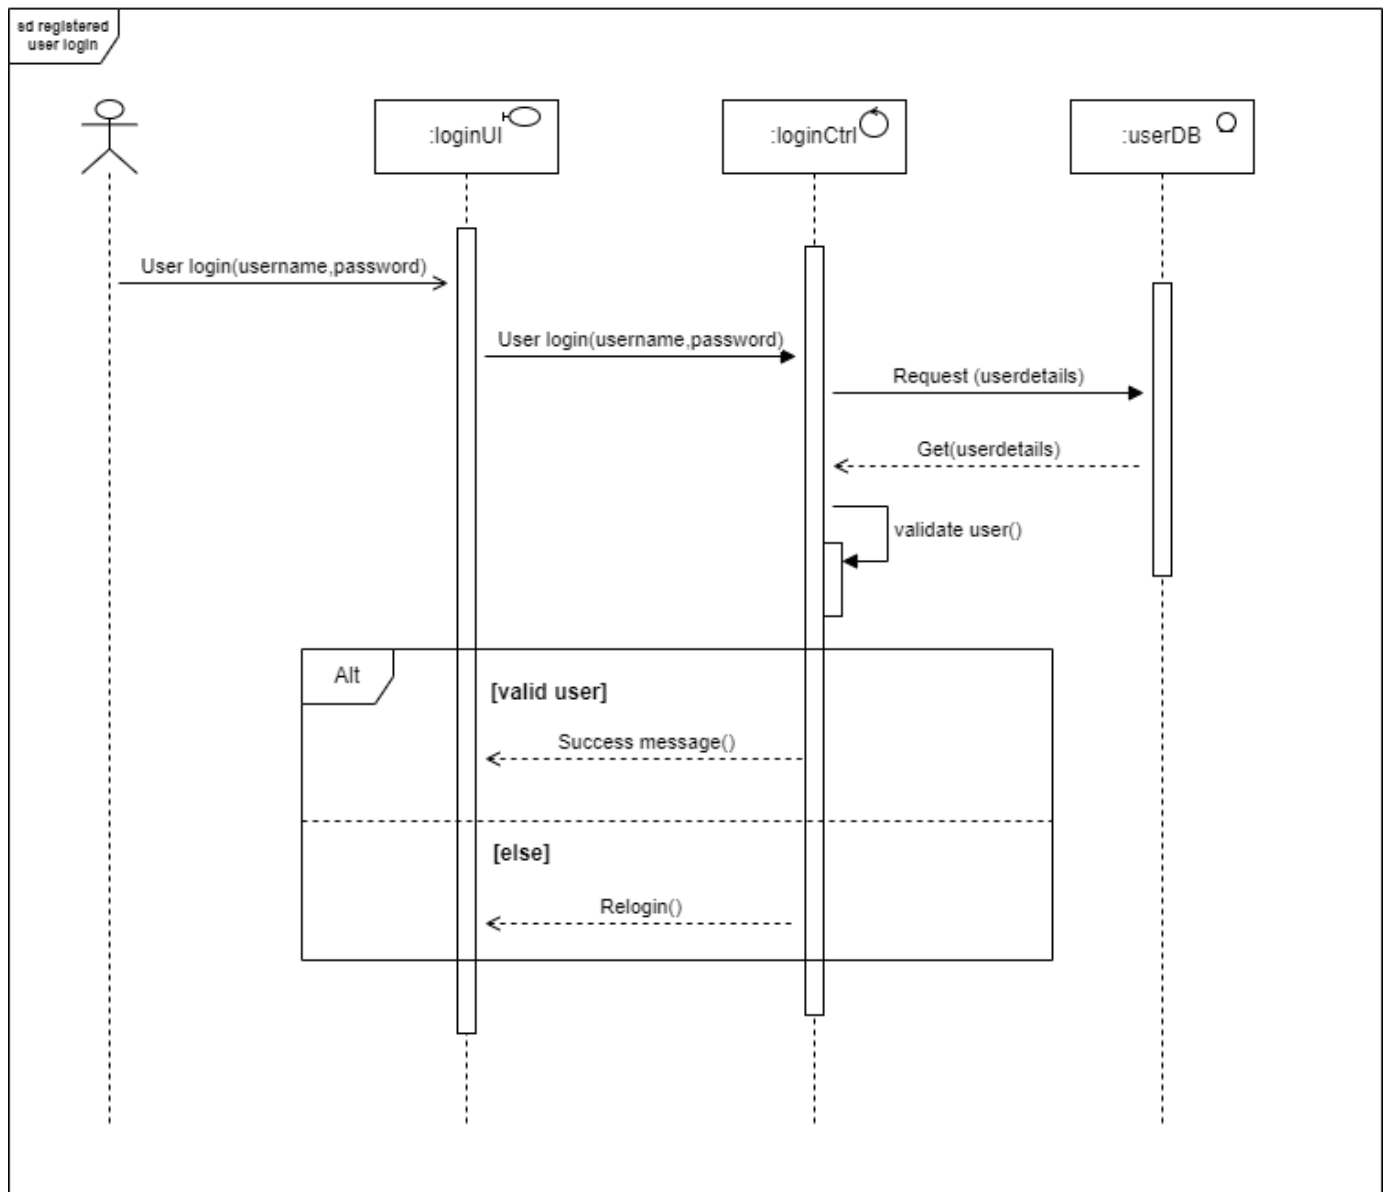 sd registered
user login
:loginUI
:loginCtrl
:userDB
User login(username,password)
User login(username,password)
Request (userdetails)
Get(userdetails)
validate user()
Alt
[valid user]
Success message()
[else]
Relogin()